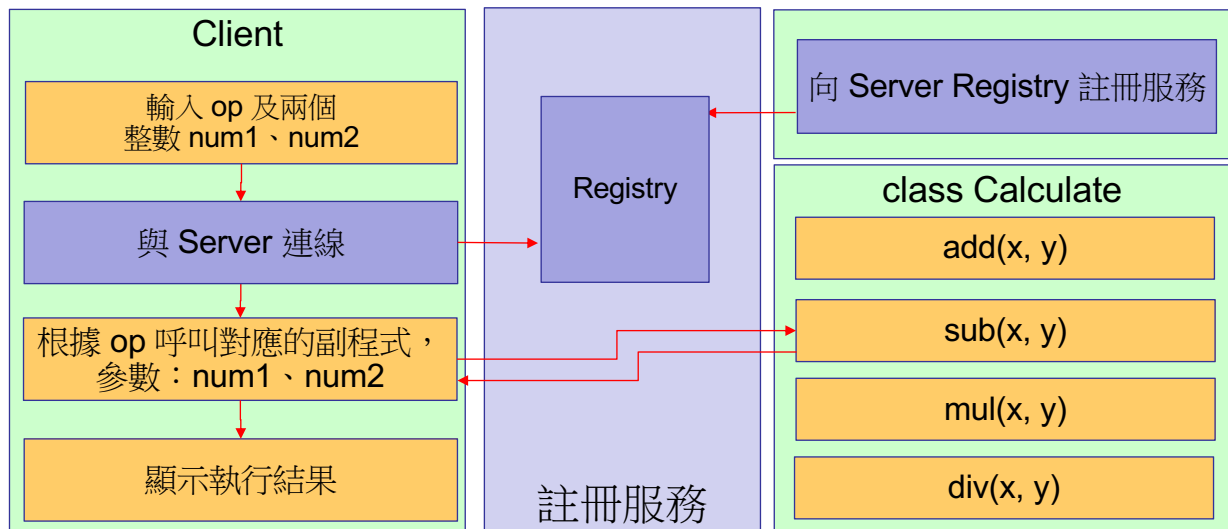 Client
輸入 op 及兩個
整數 num1、num2
與 Server 連線
根據 op 呼叫對應的副程式，
參數：num1、num2
顯示執行結果
Registry
註冊服務
向 Server Registry 註冊服務
class Calculate
add(x, y)
sub(x, y)
mul(x, y)
div(x, y)